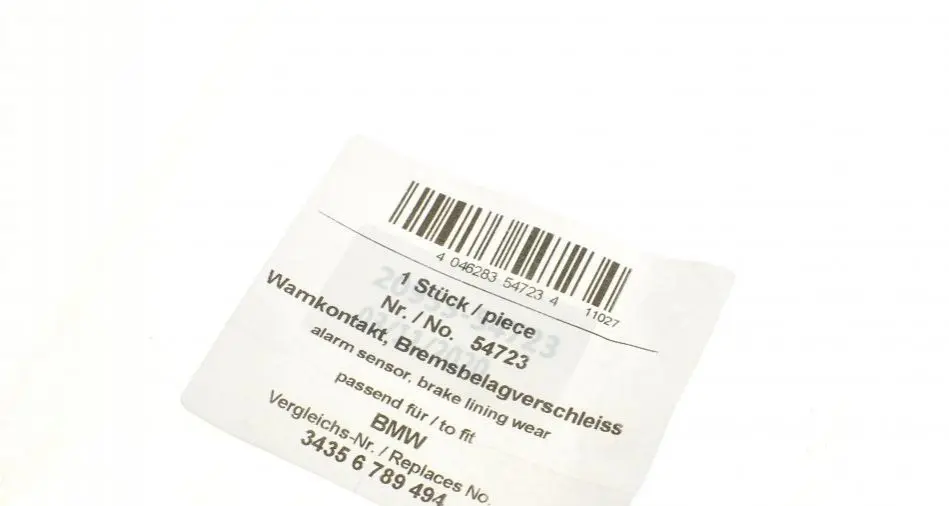 4 046283 54723 4
11027
1 Stück / piece
Nr. / No. 54723
Warnkontakt, Bremsbelagverschleiss
alarm sensor, brake lining wear
passend für / to fit
BMW
Vergleichs-Nr. / Replaces No.
3435 6 789 494